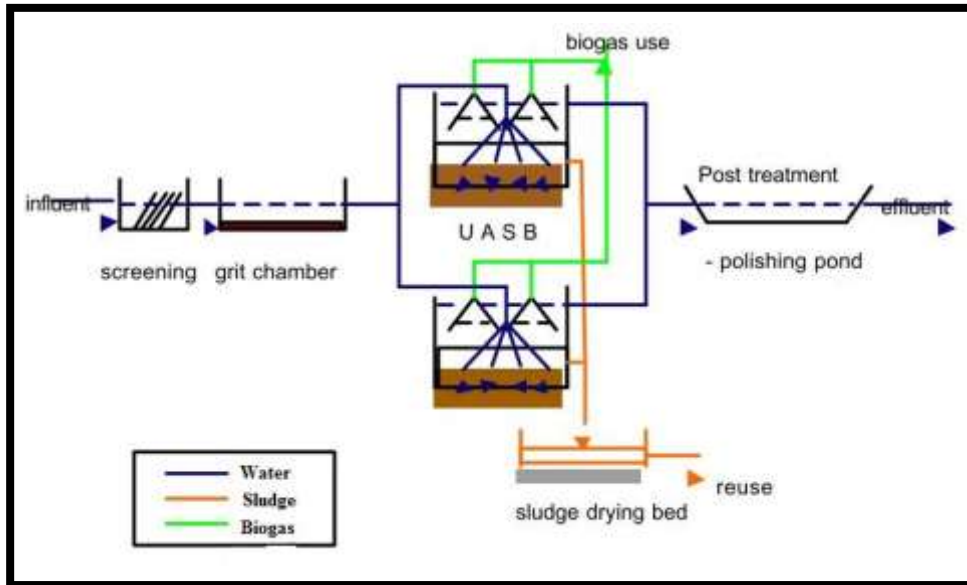 biogas use
influent
screening
grit chamber
U A S B
Post treatment
effluent
- polishing pond
Water
Sludge
Biogas
reuse
sludge drying bed